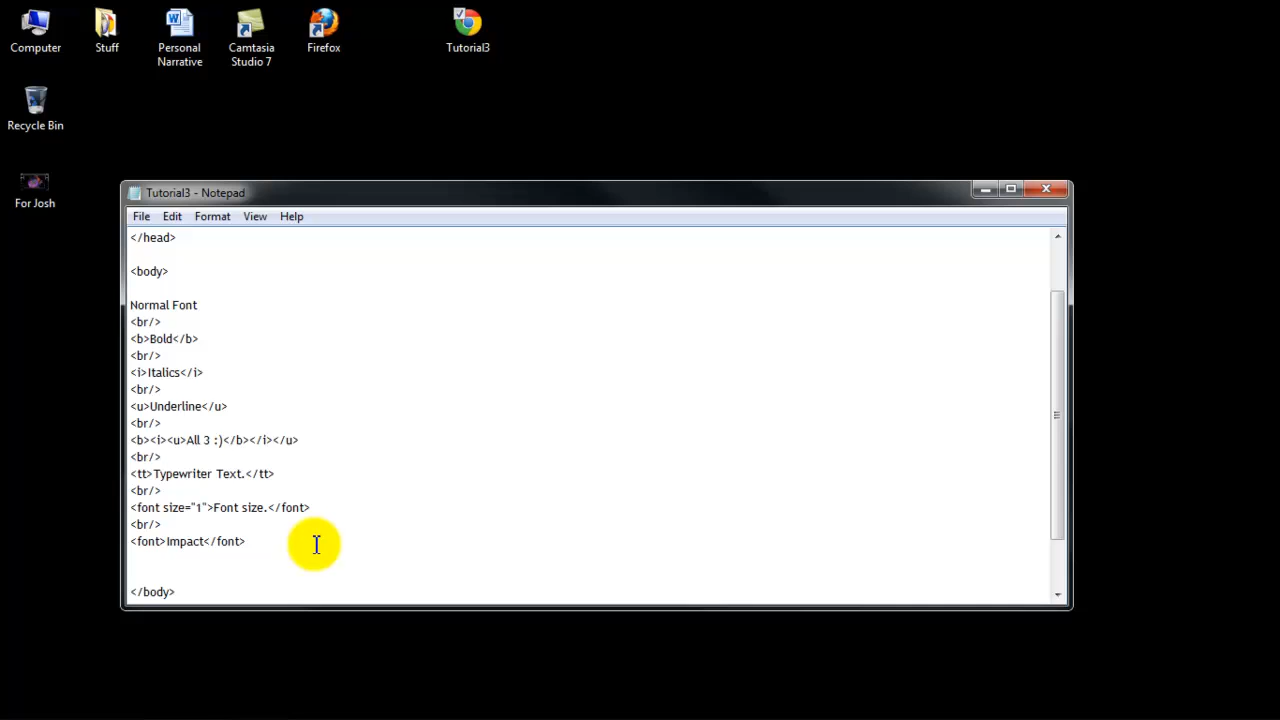 Computer
Stuff
Personal
Narrative
Camtasia
Studio 7
Firefox
Tutorial3
Recycle Bin
For Josh
Tutorial3 - Notepad
File Edit Format View Help
</head>
<body>
Normal Font
<br/>
<b>Bold</b>
<br/>
<i>Italics</i>
<br/>
<u>Underline</u>
<br/>
<b><i><u>All 3 :)</b></i></u>
<br/>
<tt>Typewriter Text.</tt>
<br/>
<font size="1">Font size.</font>
<br/>
<font>Impact</font>
</body>